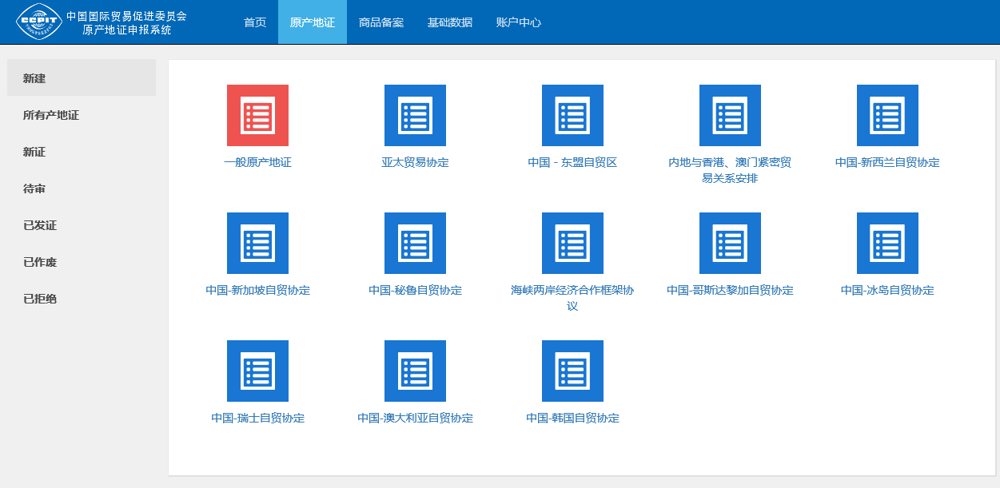 CCPIT
中国国际贸易促进委员会
原产地证申报系统
首页
原产地证
商品备案
基础数据
账户中心
新建
所有产地证
新证
待审
已发证
已作废
已拒绝
一般原产地证
亚太贸易协定
中国－东盟自贸区
内地与香港、澳门紧密贸
易关系安排
中国-新西兰自贸协定
中国-新加坡自贸协定
中国-秘鲁自贸协定
海峡两岸经济合作框架协
议
中国-哥斯达黎加自贸协定
中国-冰岛自贸协定
中国-瑞士自贸协定
中国-澳大利亚自贸协定
中国-韩国自贸协定